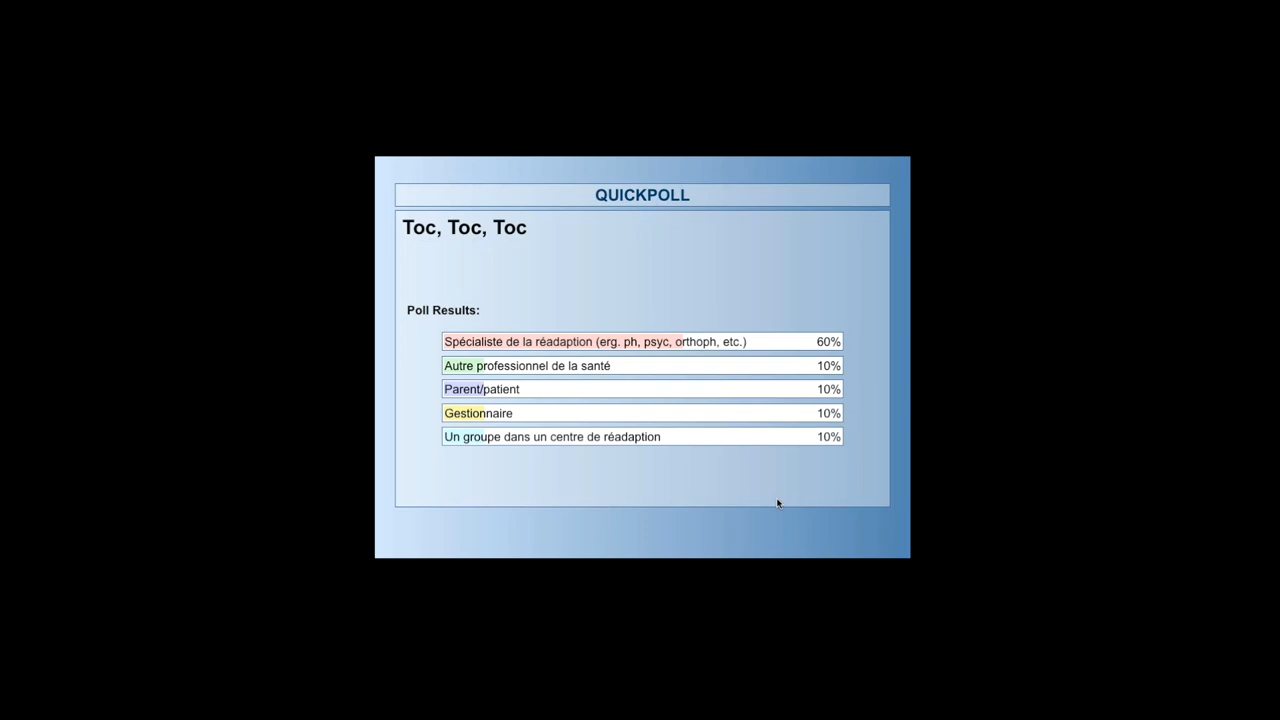 QUICKPOLL
Toc, Toc, Toc
Poll Results:
Spécialiste de la réadaption (erg. ph, psyc, orthoph, etc.) 60%
Autre professionnel de la santé 10%
Parent/patient 10%
Gestionnaire 10%
Un groupe dans un centre de réadaption 10%